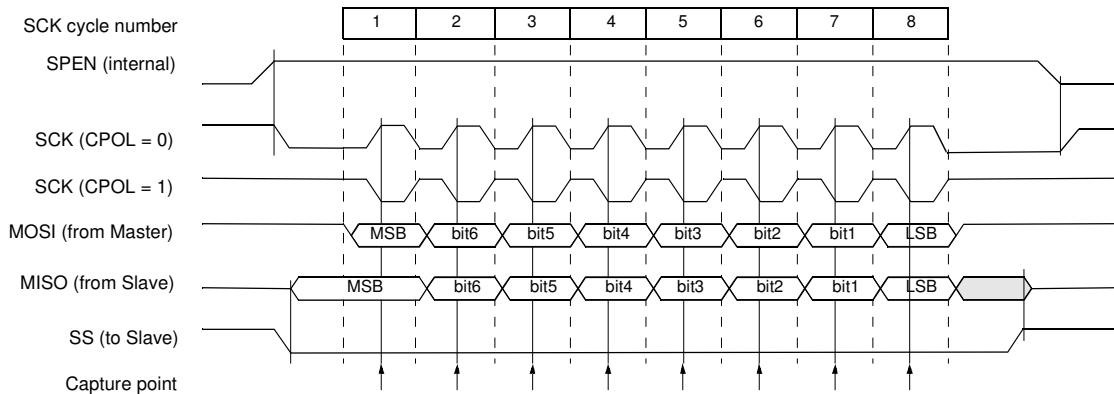 SCK cycle number 1 2 3 4 5 6 7 8
SPEN (internal)
SCK (CPOL = 0)
SCK (CPOL = 1)
MOSI (from Master) MSB bit6 bit5 bit4 bit3 bit2 bit1 LSB
MISO (from Slave) MSB bit6 bit5 bit4 bit3 bit2 bit1 LSB
SS (to Slave)
Capture point